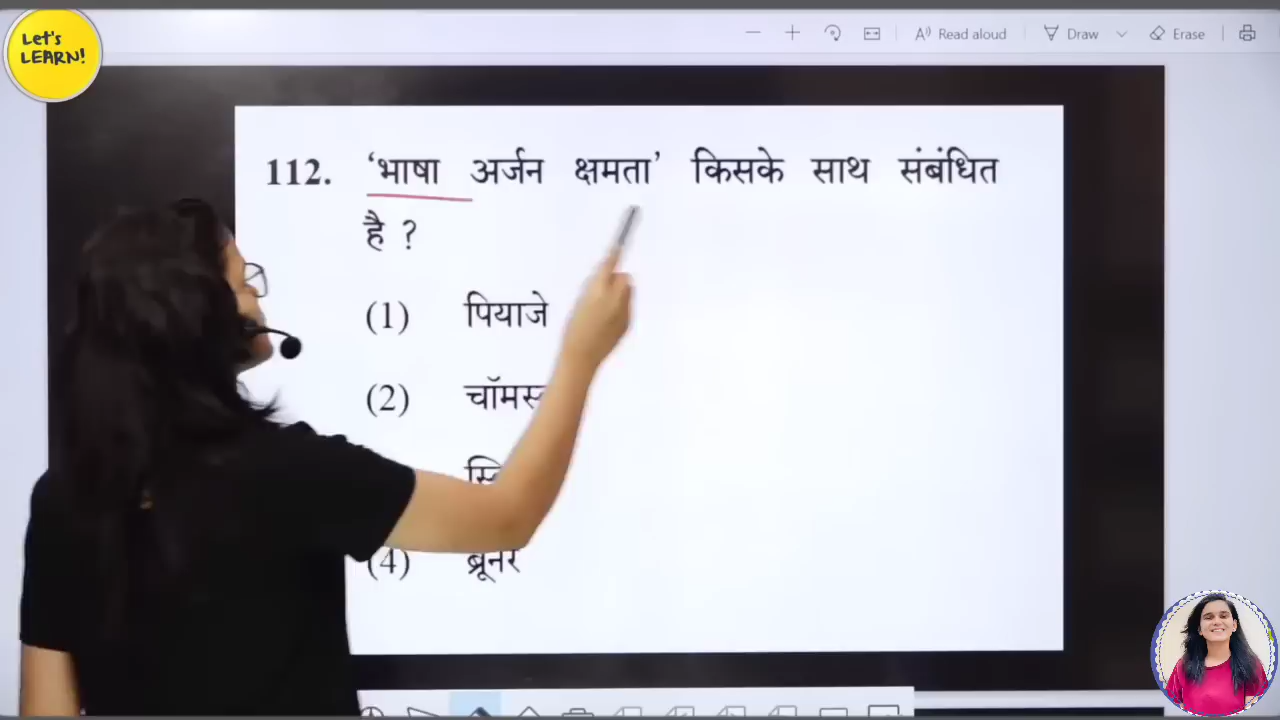 Let's
LEARN!
Read aloud
Draw
Erase
112. ‘भाषा अर्जन क्षमता’ किसके साथ संबंधित
है ?
(1) पियाजे
(2)
(4) ब्रूनर